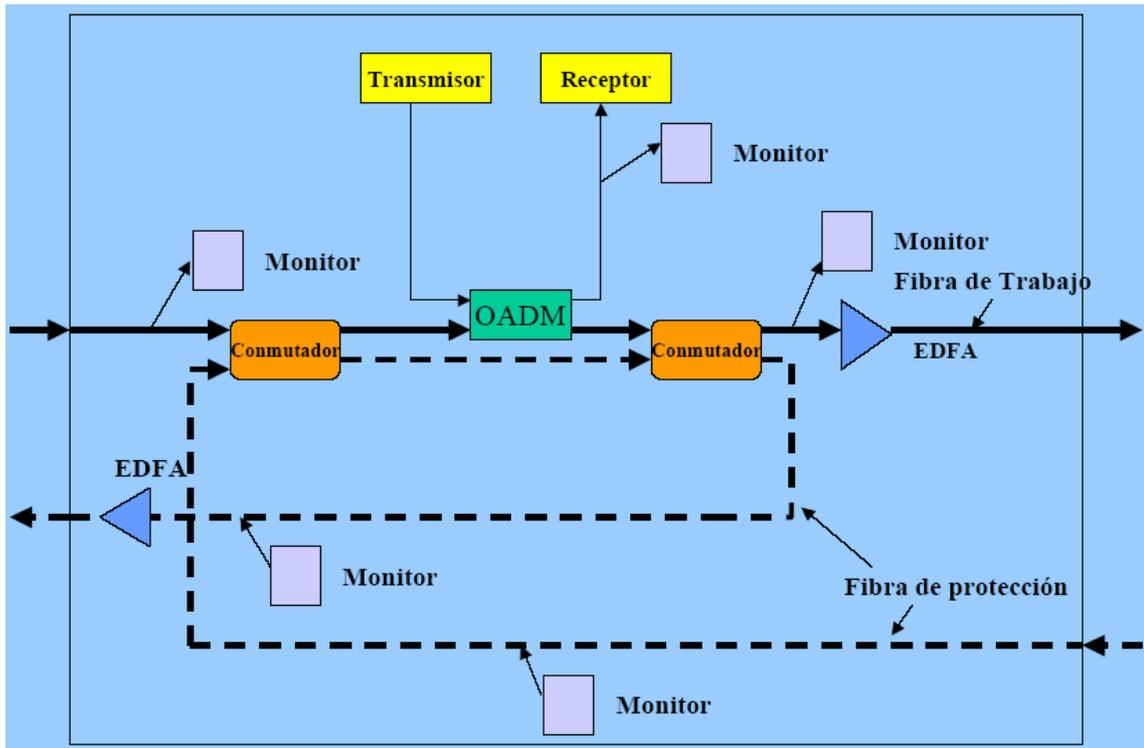 Transmisor
Receptor
Monitor
Monitor
Monitor
Fibra de Trabajo
OADM
Conmutador
Conmutador
EDFA
EDFA
Monitor
Fibra de protección
Monitor